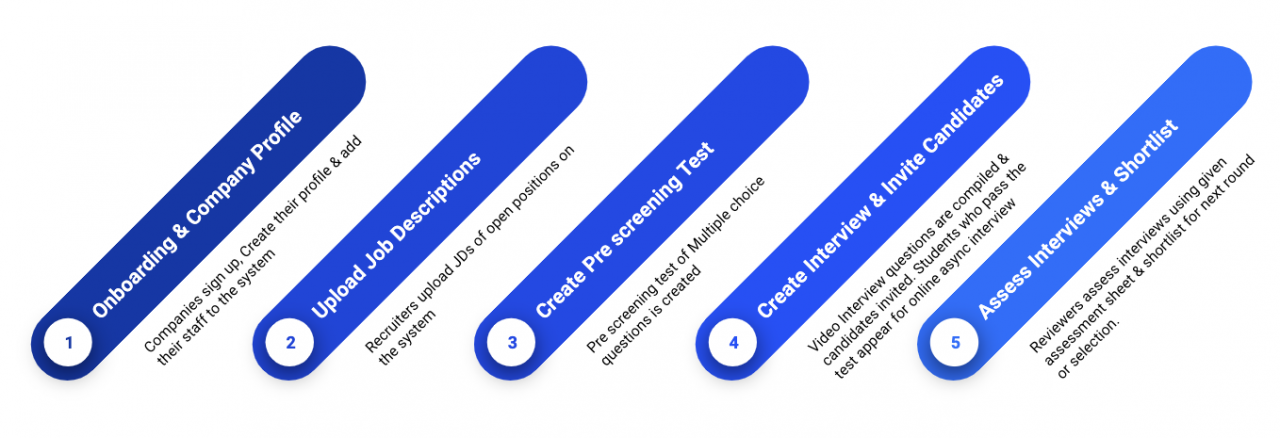 1
Onboarding & Company Profile
Companies sign up, Create their profile & add
their staff to the system
2
Upload Job Descriptions
Recruiters upload JDs of open positions on
the system
3
Create Pre screening Test
Pre screening test of Multiple choice
questions is created
4
Create Interview & Invite Candidates
Video Interview questions are compiled &
candidates invited. Students who pass the
test appear for online async interview
5
Assess Interviews & Shortlist
Reviewers assess interviews using given
assessment sheet & shortlist for next round
or selection.